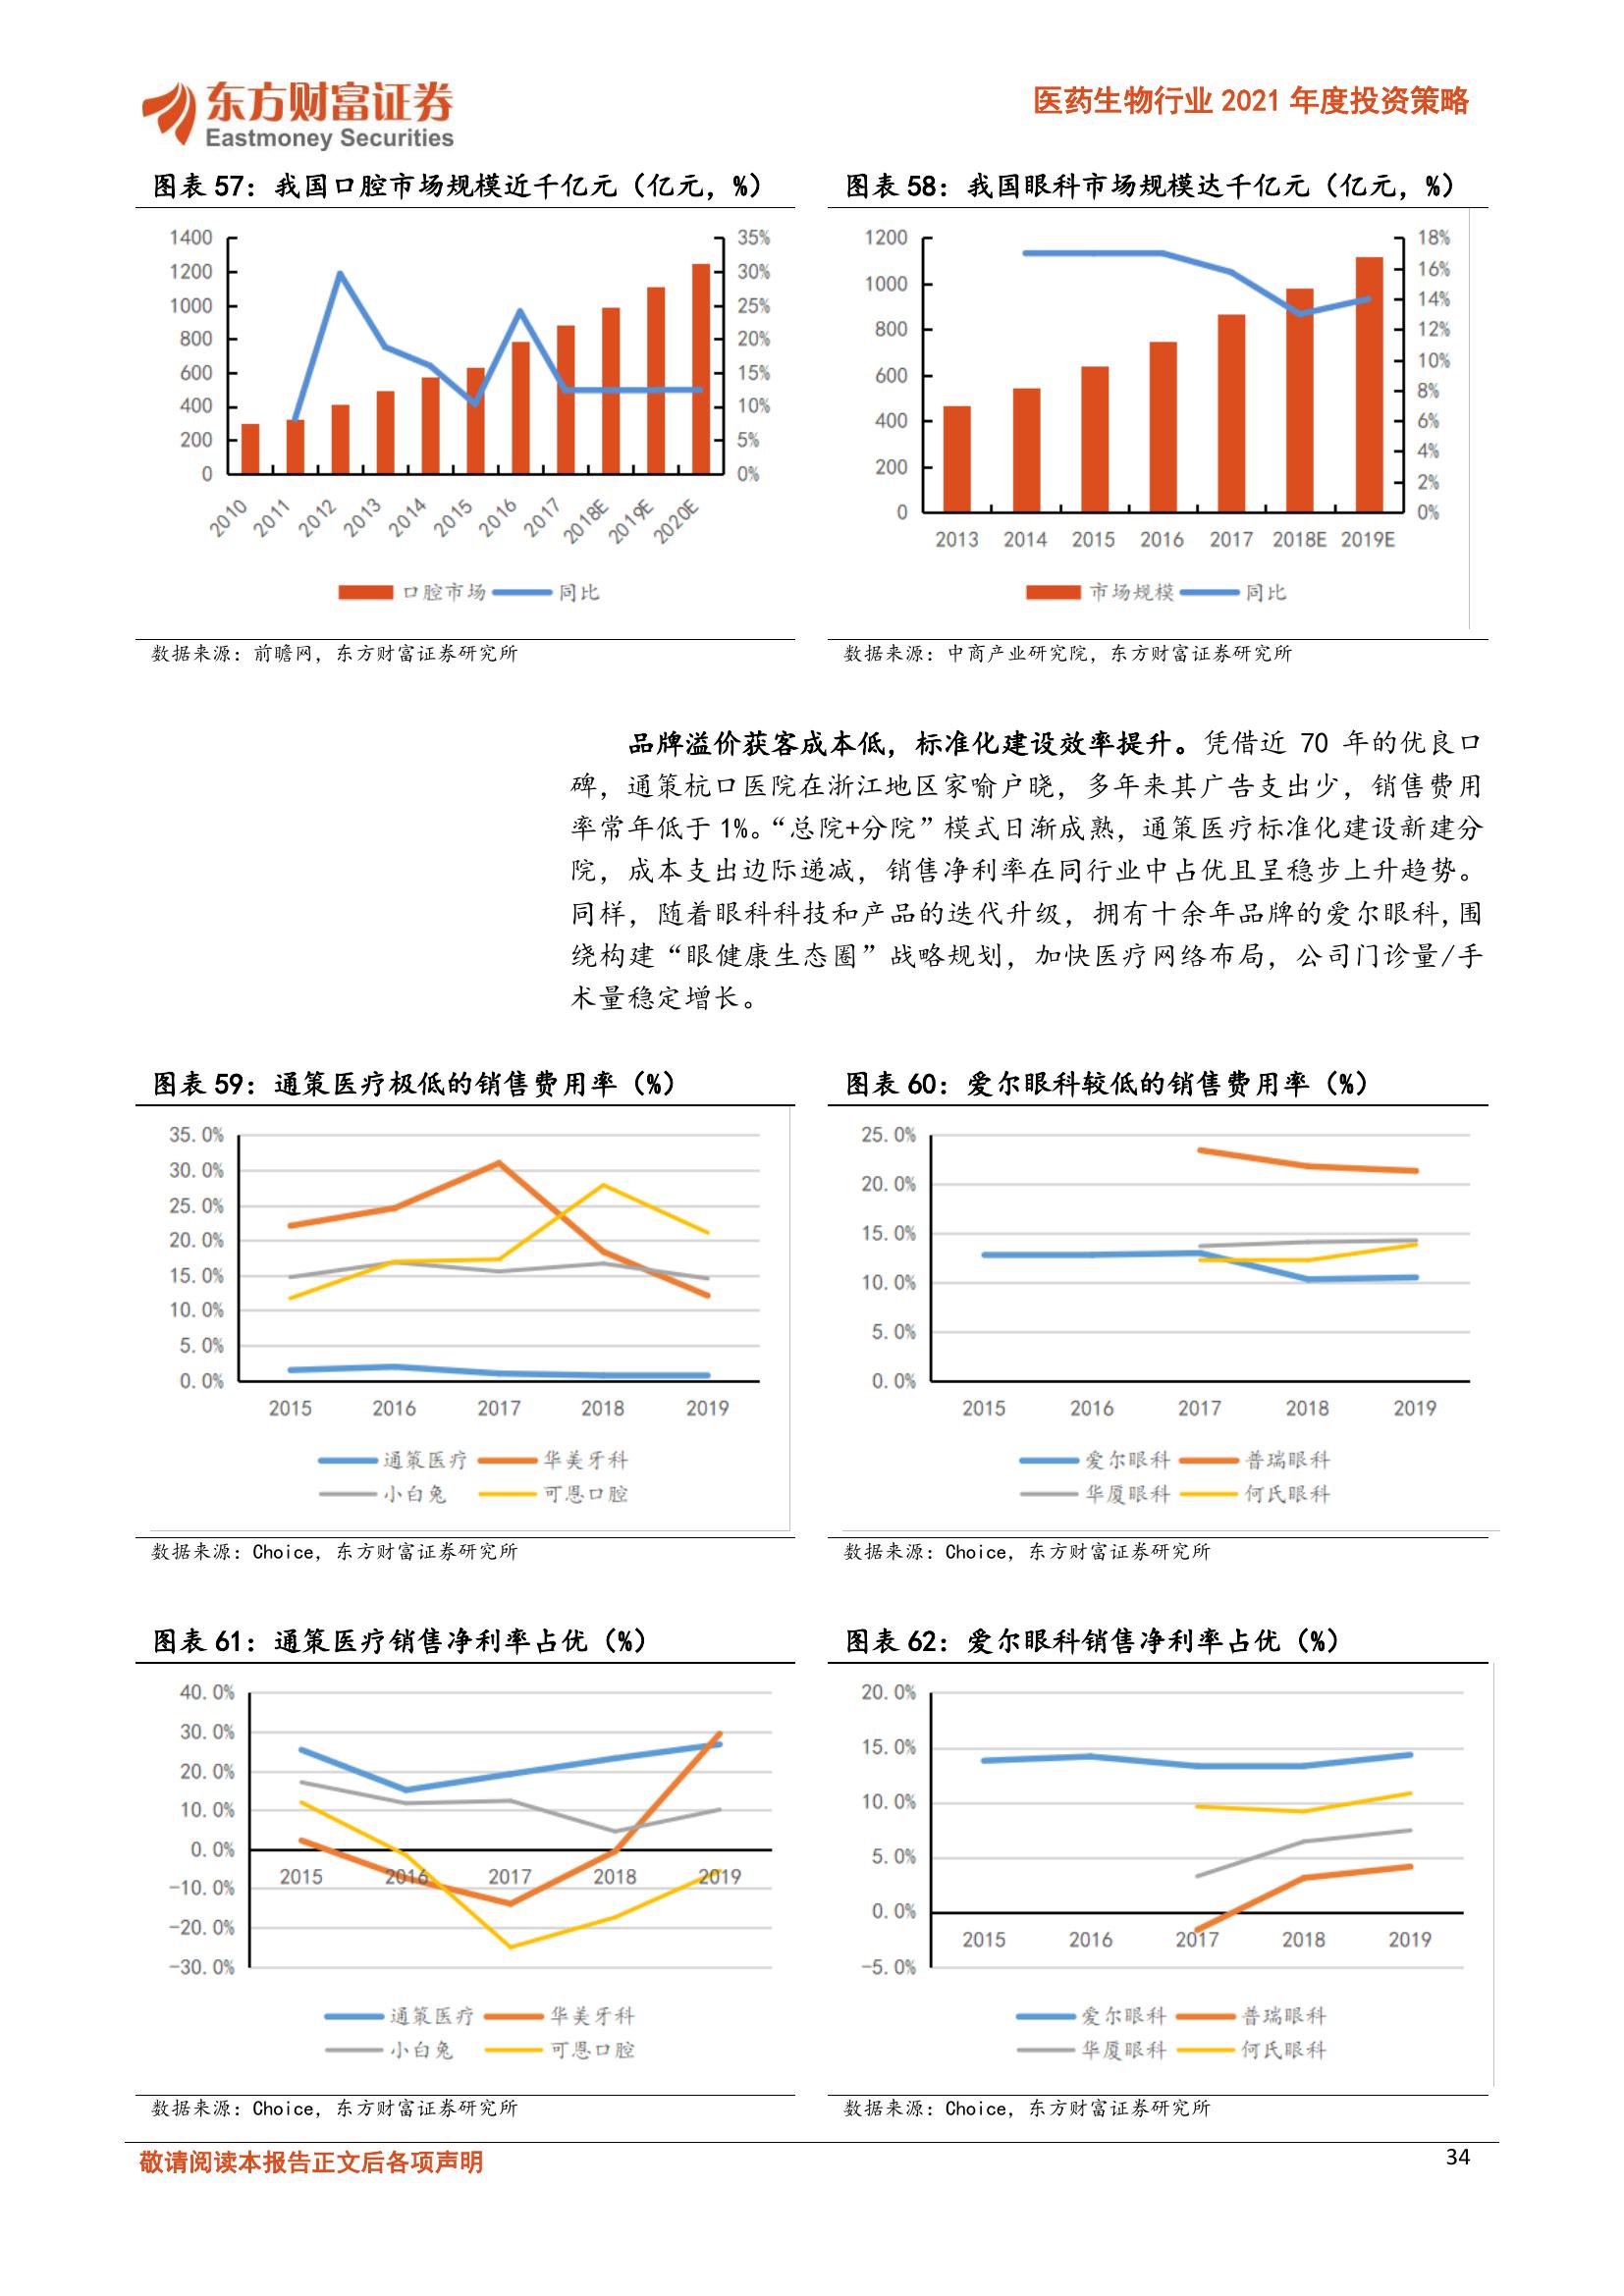 东方财富证券
Eastmoney Securities
医药生物行业 2021 年度投资策略
图表 57：我国口腔市场规模近千亿元（亿元，%）
1400
1200
1000
800
600
400
200
0
35%
30%
25%
20%
15%
10%
5%
0%
2010
2011
2012
2013
2014
2015
2016
2017
2018E
2019E
2020E
口腔市场 同比
数据来源：前瞻网，东方财富证券研究所
图表 58：我国眼科市场规模达千亿元（亿元，%）
1200
1000
800
600
400
200
0
18%
16%
14%
12%
10%
8%
6%
4%
2%
0%
2013 2014 2015 2016 2017 2018E 2019E
市场规模 同比
数据来源：中商产业研究院，东方财富证券研究所
品牌溢价获客成本低，标准化建设效率提升。凭借近 70 年的优良口
碑，通策杭口医院在浙江地区家喻户晓，多年来其广告支出少，销售费用
率常年低于 1%。“总院+分院”模式日渐成熟，通策医疗标准化建设新建分
院，成本支出边际递减，销售净利率在同行业中占优且呈稳步上升趋势。
同样，随着眼科科技和产品的迭代升级，拥有十余年品牌的爱尔眼科，围
绕构建“眼健康生态圈”战略规划，加快医疗网络布局，公司门诊量/手
术量稳定增长。
图表 59：通策医疗极低的销售费用率（%）
35.0%
30.0%
25.0%
20.0%
15.0%
10.0%
5.0%
0.0%
2015 2016 2017 2018 2019
通策医疗 华美牙科
小白兔 可恩口腔
数据来源：Choice，东方财富证券研究所
图表 60：爱尔眼科较低的销售费用率（%）
25.0%
20.0%
15.0%
10.0%
5.0%
0.0%
2015 2016 2017 2018 2019
爱尔眼科 普瑞眼科
华厦眼科 何氏眼科
数据来源：Choice，东方财富证券研究所
图表 61：通策医疗销售净利率占优（%）
40.0%
30.0%
20.0%
10.0%
0.0%
-10.0%
-20.0%
-30.0%
2015 2016 2017 2018 2019
通策医疗 华美牙科
小白兔 可恩口腔
数据来源：Choice，东方财富证券研究所
图表 62：爱尔眼科销售净利率占优（%）
20.0%
15.0%
10.0%
5.0%
0.0%
-5.0%
2015 2016 2017 2018 2019
爱尔眼科 普瑞眼科
华厦眼科 何氏眼科
数据来源：Choice，东方财富证券研究所
敬请阅读本报告正文后各项声明
34